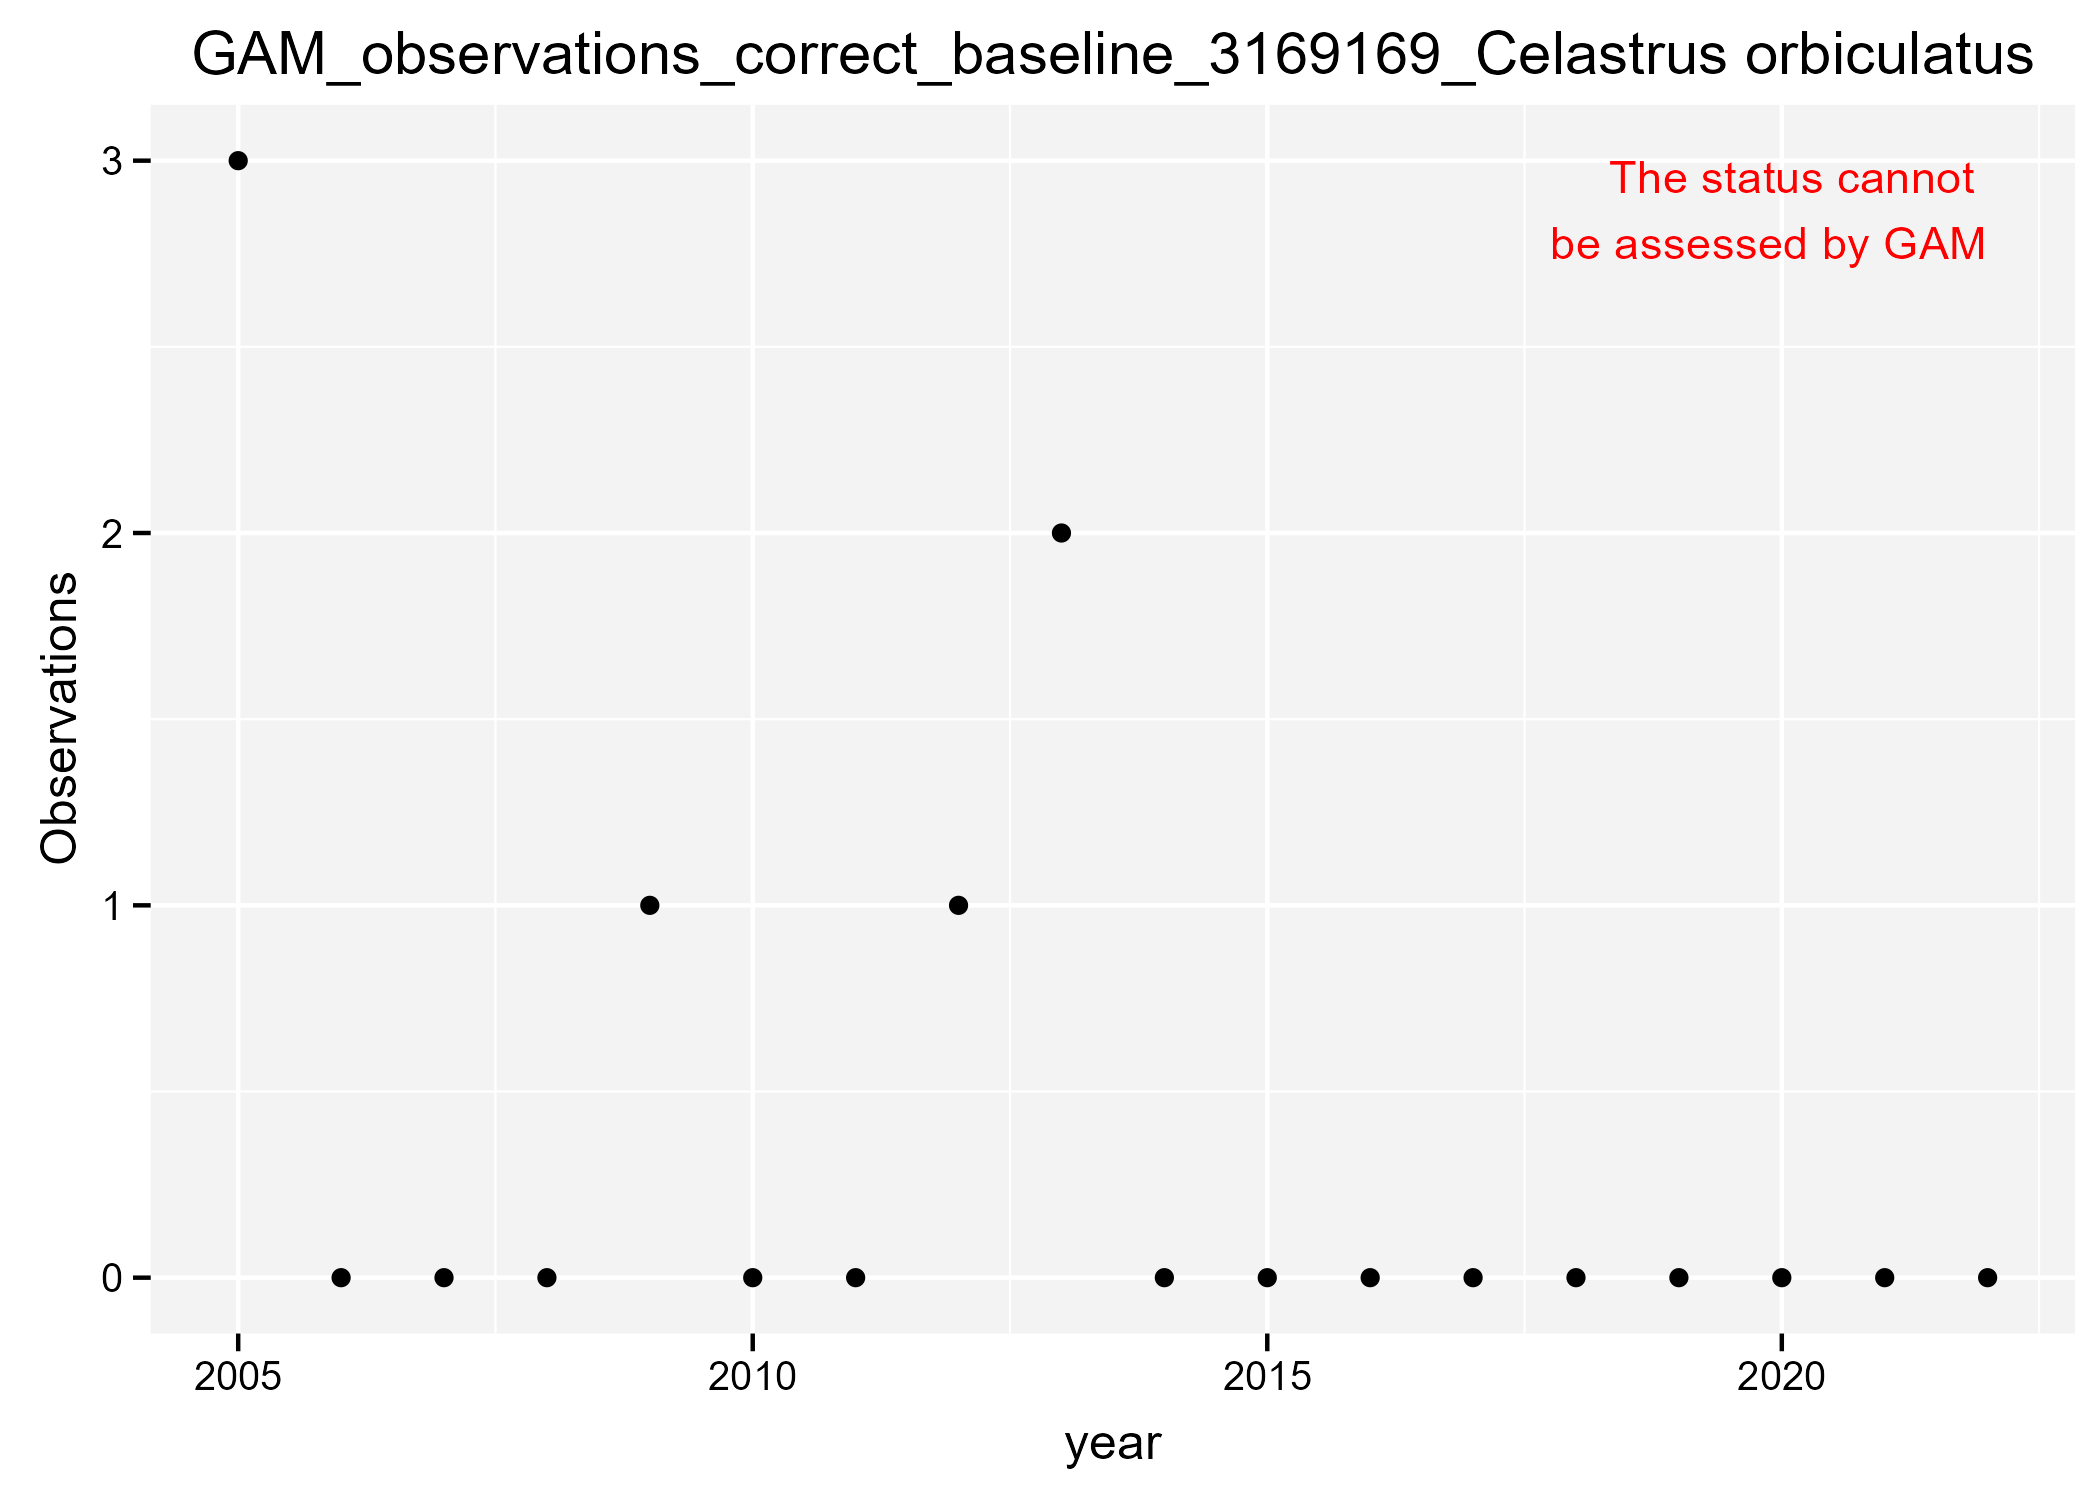 GAM_observations_correct_baseline_3169169_Celastrus orbiculatus
The status cannot
be assessed by GAM
3
2
1
0
Observations
2005 2010 2015 2020
year